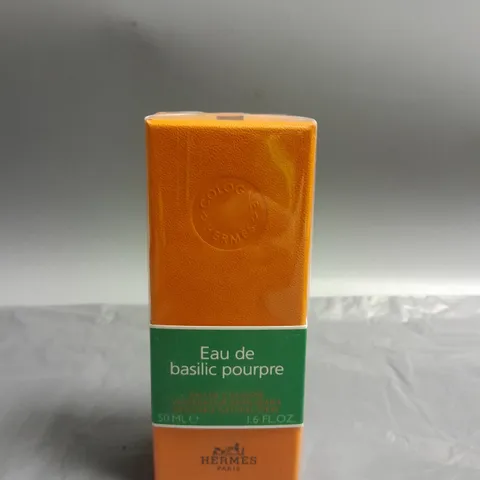 COLOGNE
HERMÈS
Eau de
basilic pourpre
50 ML ℮ 1.6 FL.OZ
HERMÈS
PARIS